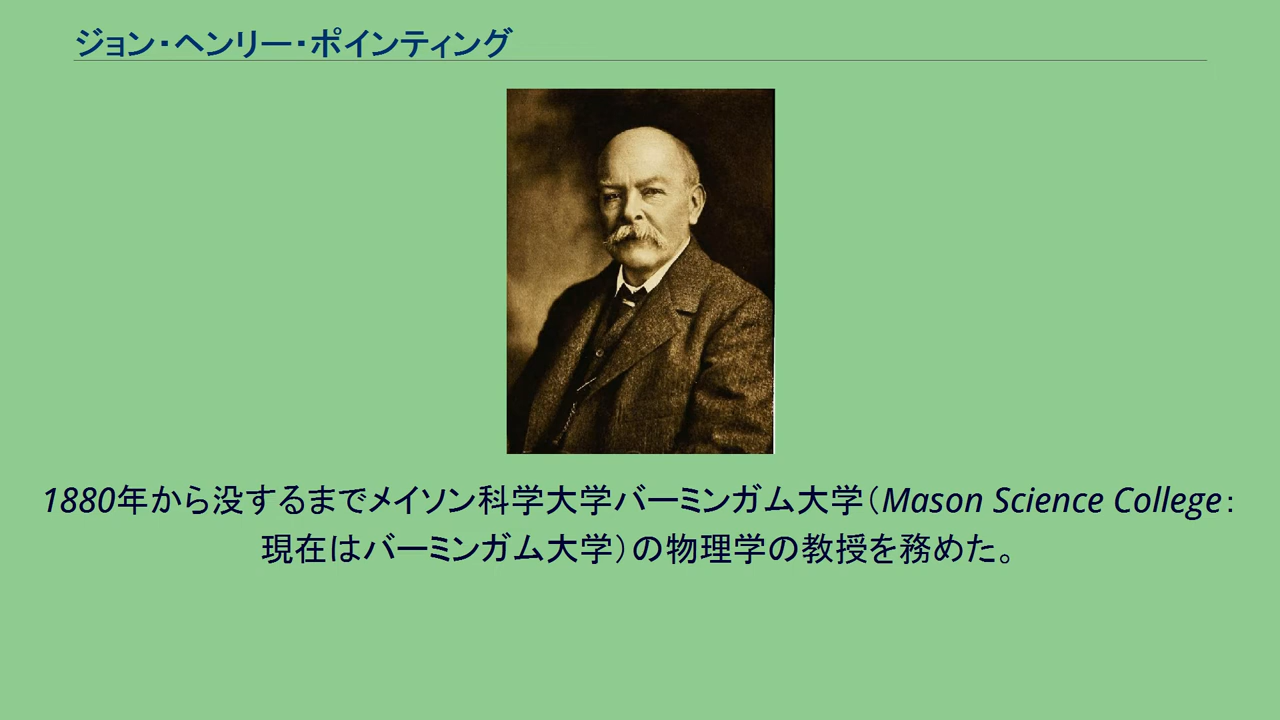 ジョン・ヘンリー・ポインティング
1880年から没するまでメイソン科学大学バーミンガム大学（Mason Science College：
現在はバーミンガム大学）の物理学の教授を務めた。